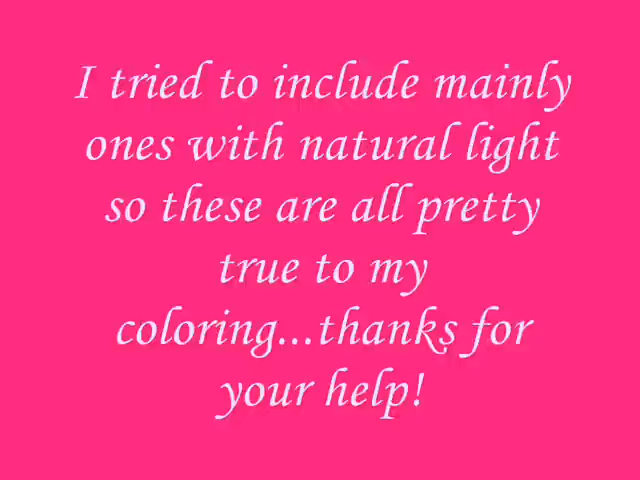 I tried to include mainly
ones with natural light
so these are all pretty
true to my
coloring...thanks for
your help!